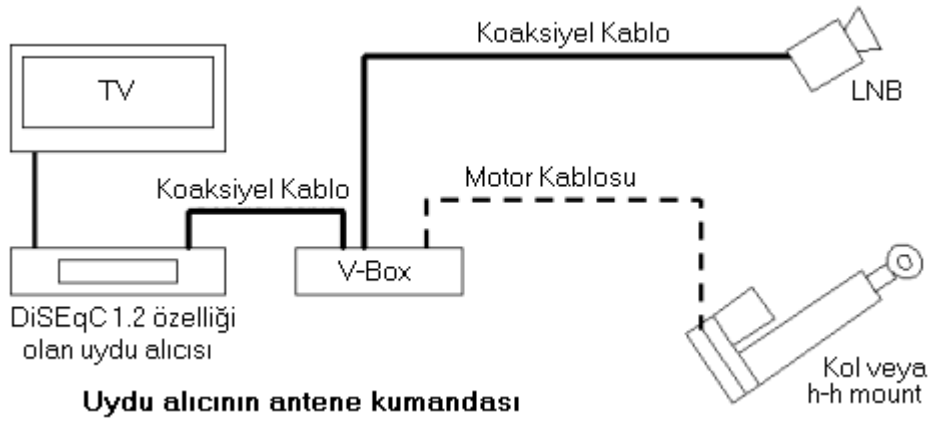 Koaksiyel Kablo
TV
LNB
Koaksiyel Kablo
Motor Kablosu
V-Box
DiSEqC 1.2 özelliği
olan uydu alıcısı
Kol veya
h-h mount
Uydu alıcının antene kumandası